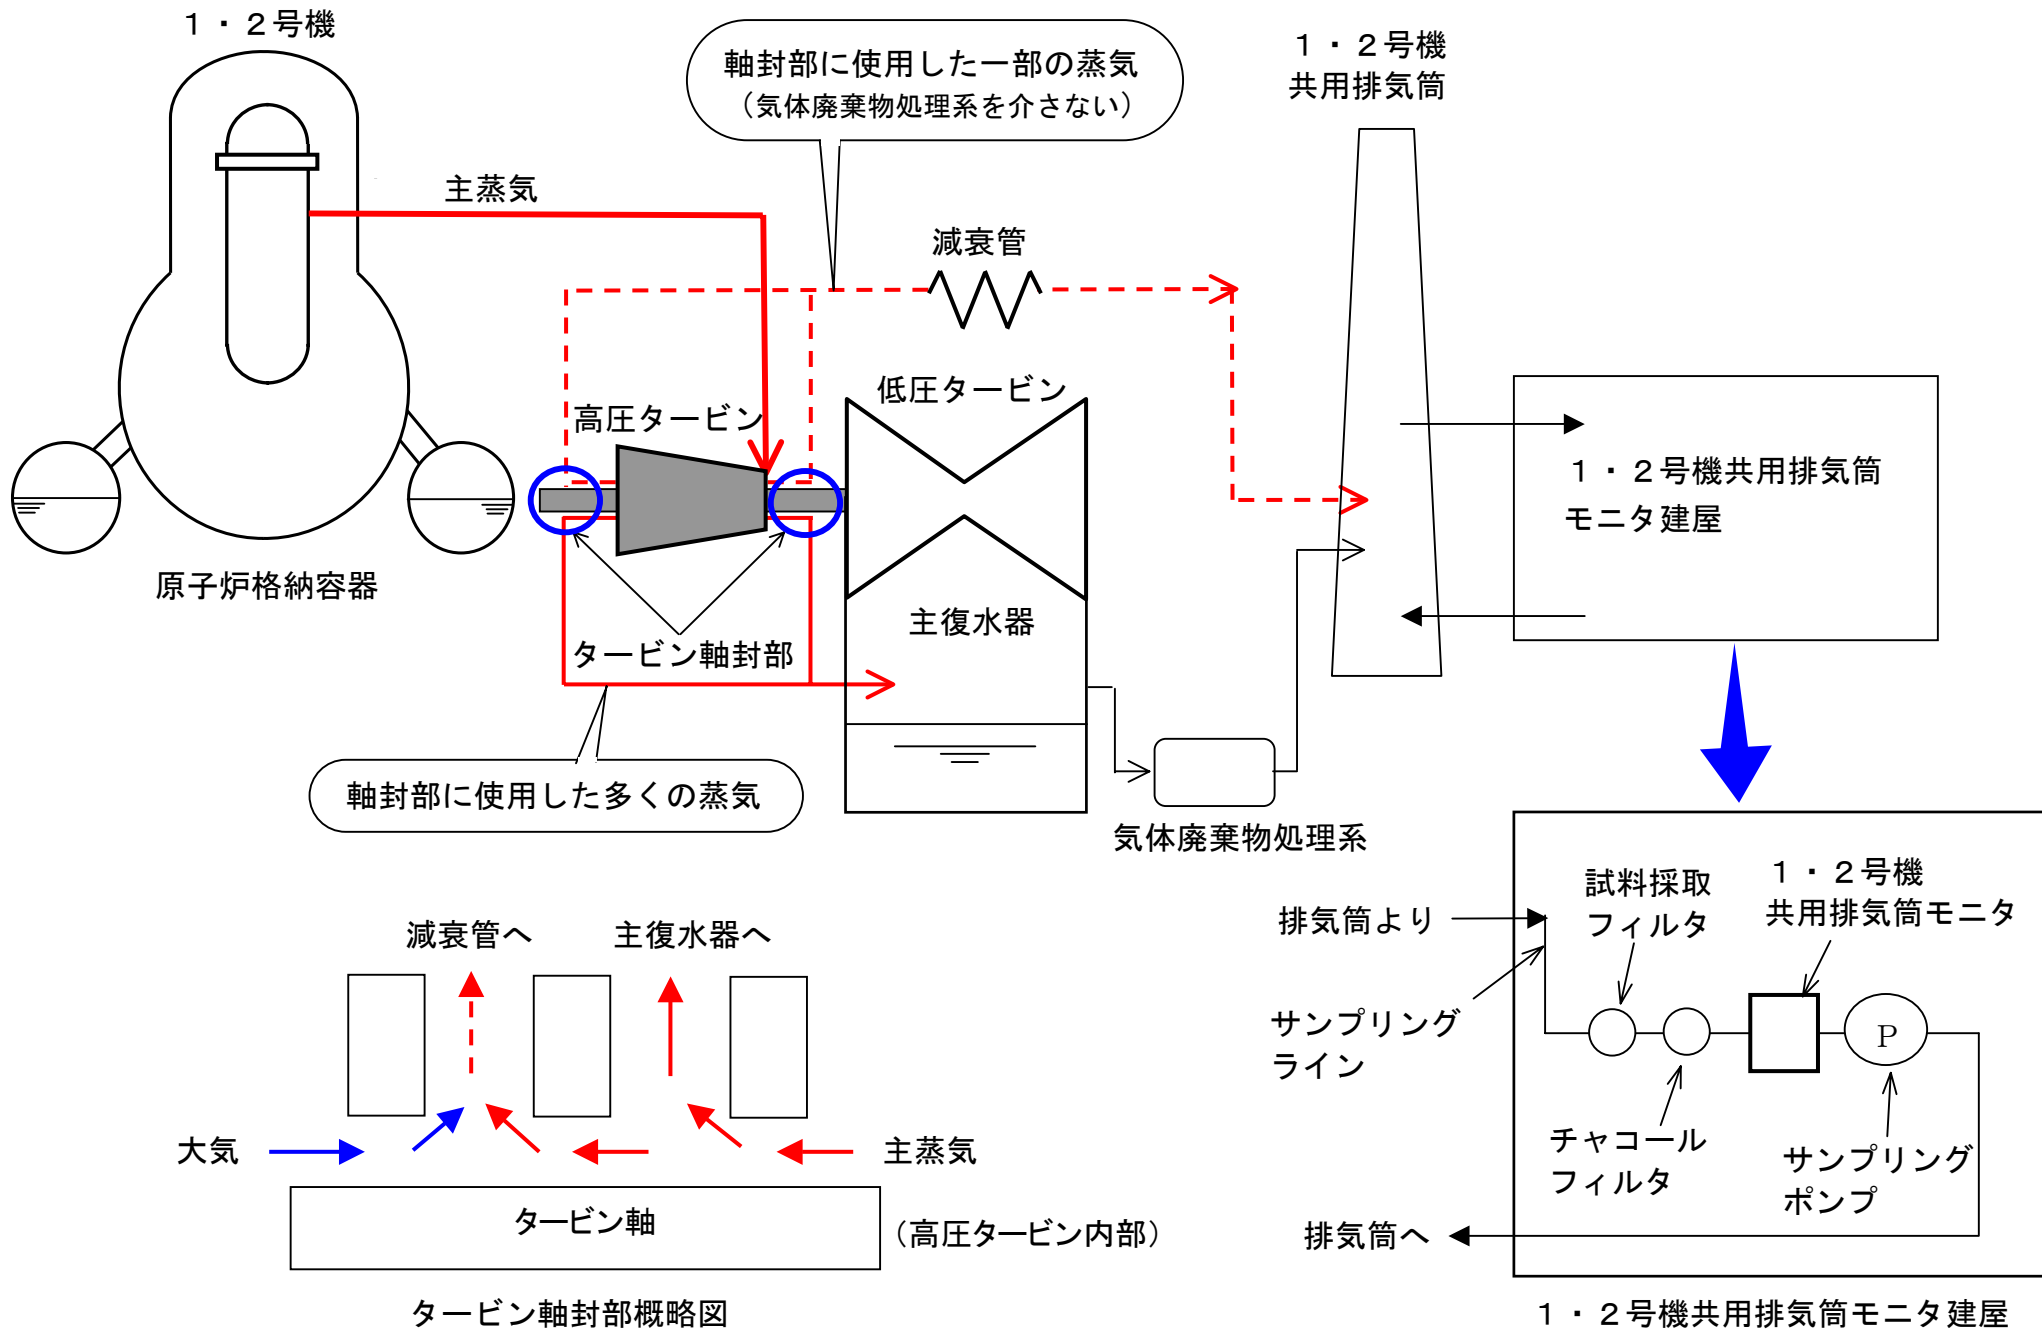 １・２号機
軸封部に使用した一部の蒸気
（気体廃棄物処理系を介さない）
１・２号機
共用排気筒
主蒸気
減衰管
低圧タービン
高圧タービン
１・２号機共用排気筒
モニタ建屋
原子炉格納容器
主復水器
タービン軸封部
軸封部に使用した多くの蒸気
気体廃棄物処理系
減衰管へ
主復水器へ
大気
主蒸気
タービン軸
（高圧タービン内部）
タービン軸封部概略図
排気筒より
試料採取
フィルタ
１・２号機
共用排気筒モニタ
サンプリング
ライン
P
チャコール
フィルタ
サンプリング
ポンプ
排気筒へ
１・２号機共用排気筒モニタ建屋